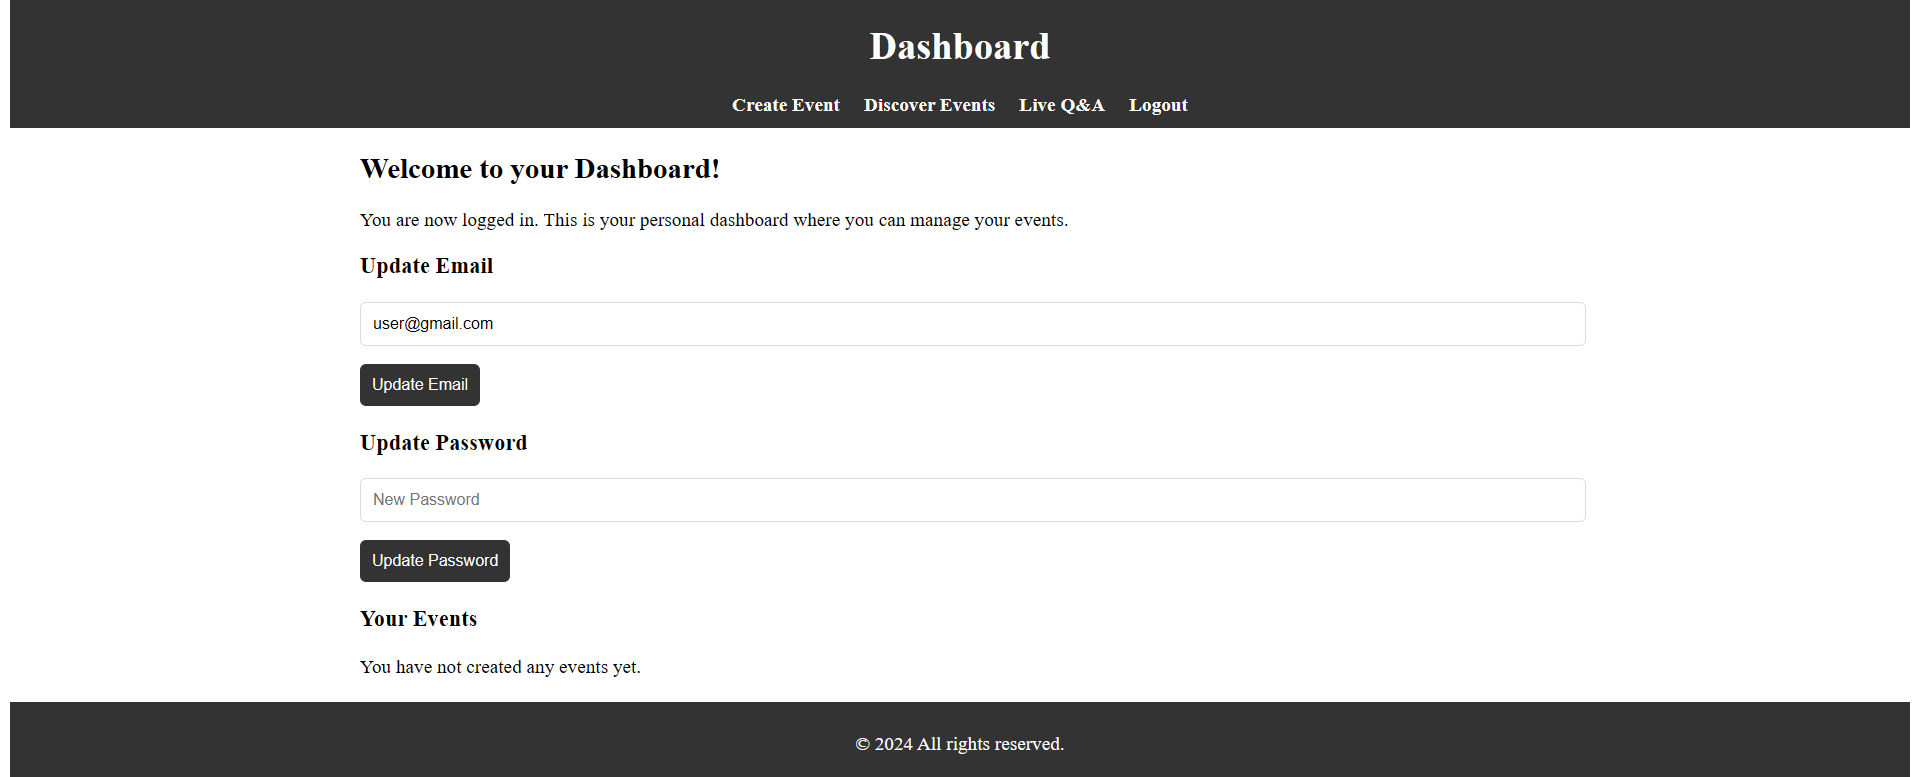 Dashboard
Create Event Discover Events Live Q&A Logout
Welcome to your Dashboard!
You are now logged in. This is your personal dashboard where you can manage your events.
Update Email
user@gmail.com
Update Email
Update Password
New Password
Update Password
Your Events
You have not created any events yet.
© 2024 All rights reserved.